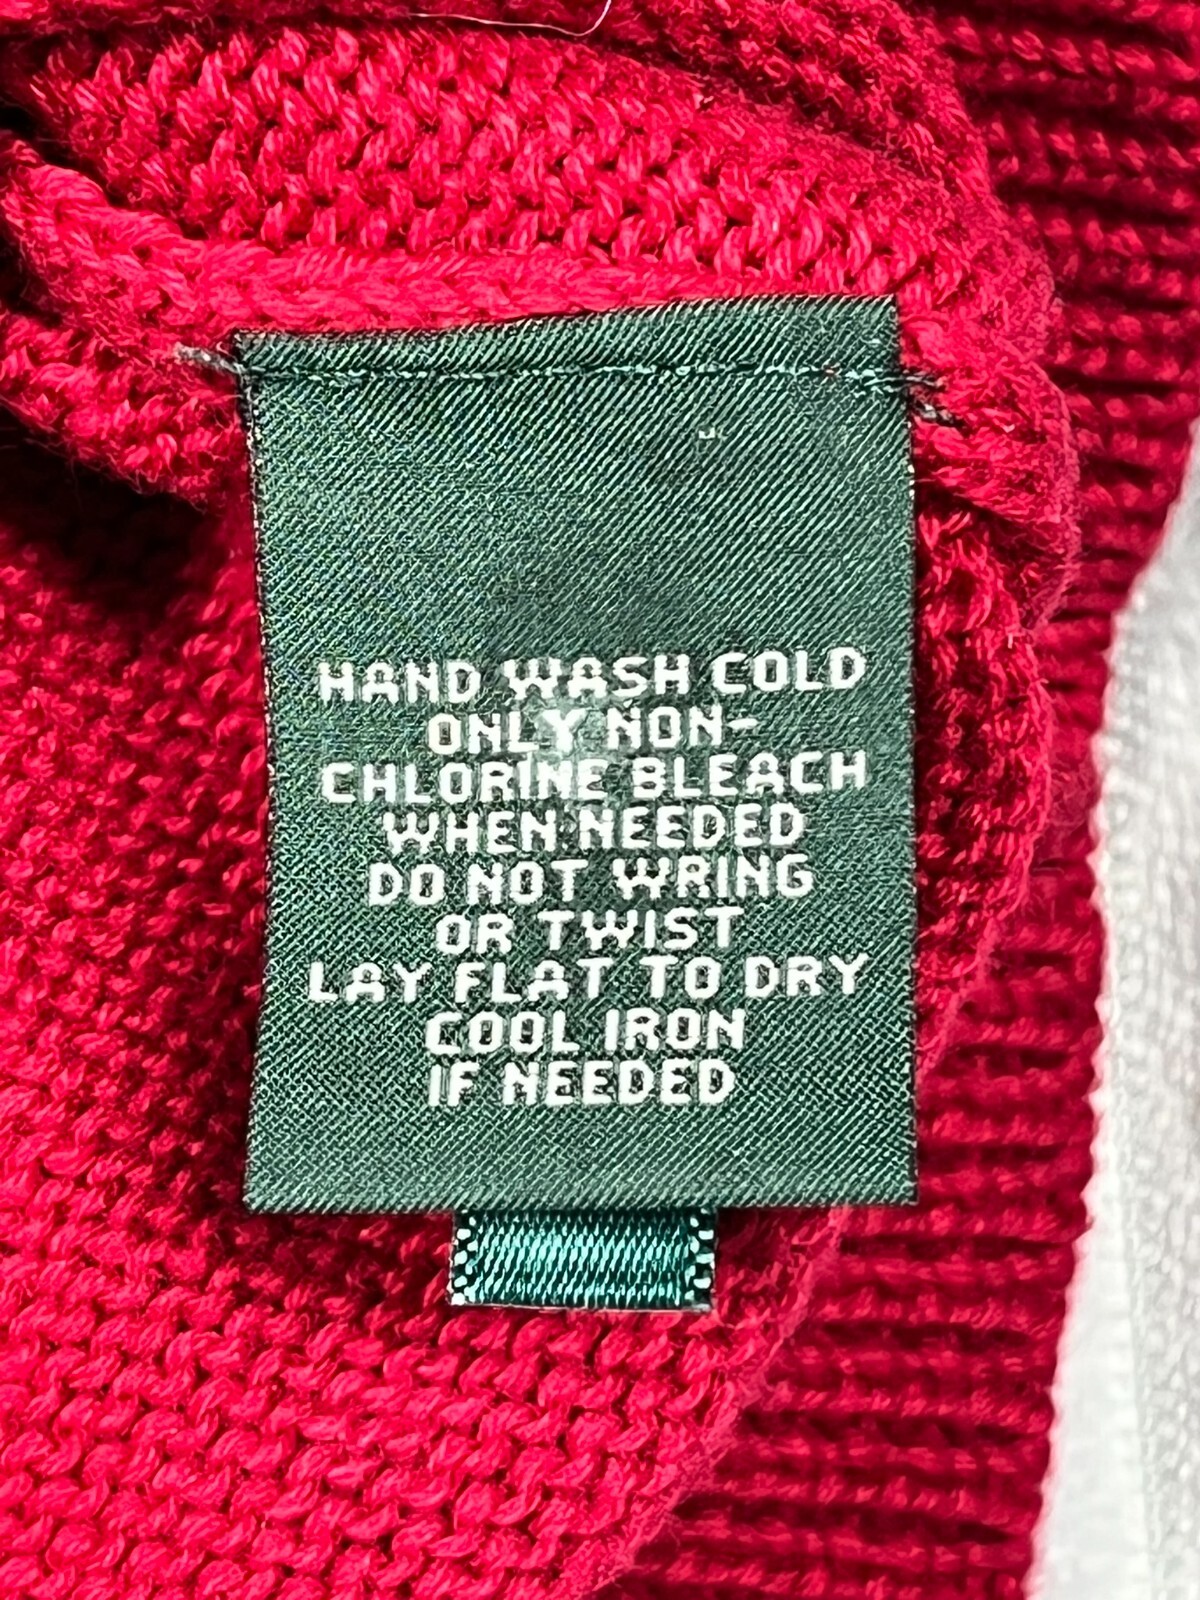 HAND WASH COLD
ONLY NON-
CHLORINE BLEACH
WHEN NEEDED
DO NOT WRING
OR TWIST
LAY FLAT TO DRY
COOL IRON
IF NEEDED